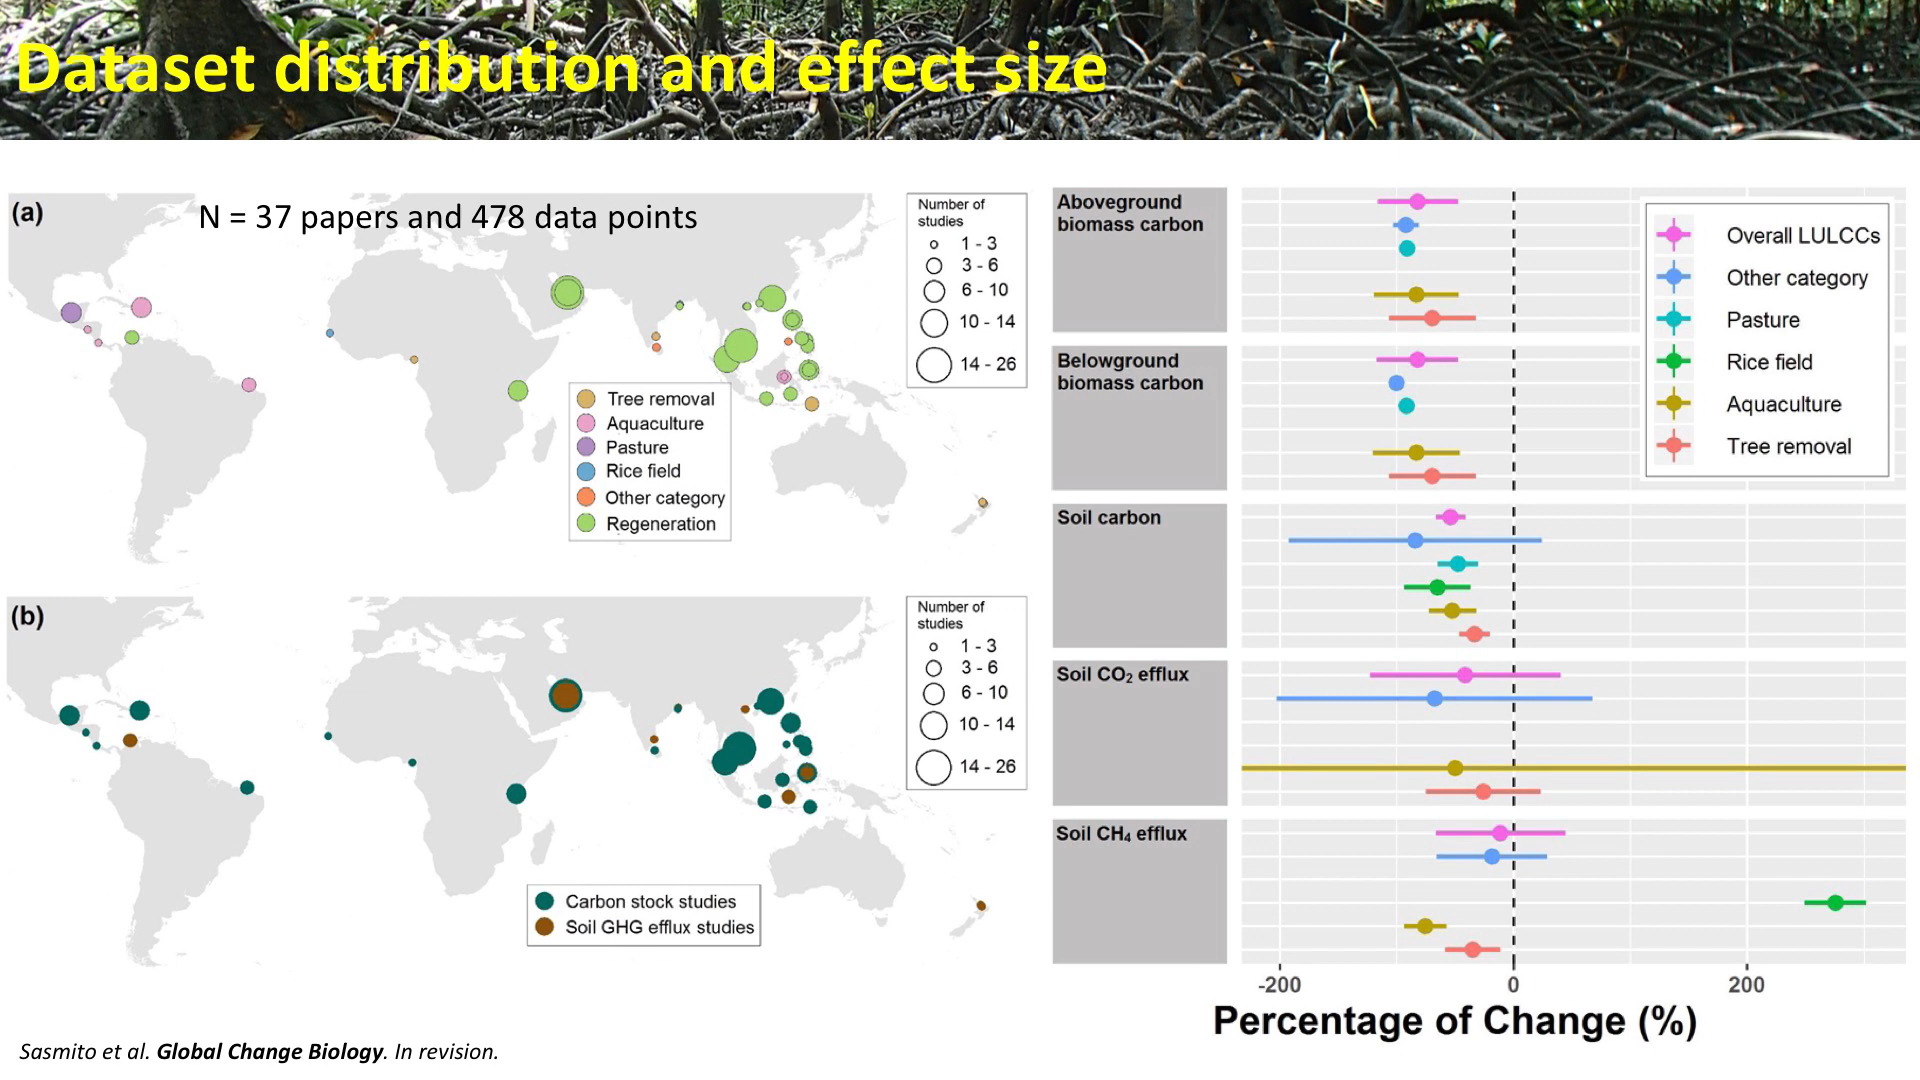 Dataset distribution and effect size
(a)
N = 37 papers and 478 data points
Number of
studies
1 - 3
3 - 6
6 - 10
10 - 14
14 - 26
Tree removal
Aquaculture
Pasture
Rice field
Other category
Regeneration
(b)
Number of
studies
1 - 3
3 - 6
6 - 10
10 - 14
14 - 26
Carbon stock studies
Soil GHG efflux studies
Aboveground
biomass carbon
Belowground
biomass carbon
Soil carbon
Soil CO₂ efflux
Soil CH₄ efflux
Overall LULCCs
Other category
Pasture
Rice field
Aquaculture
Tree removal
-200
0
200
Percentage of Change (%)
Sasmito et al. Global Change Biology. In revision.